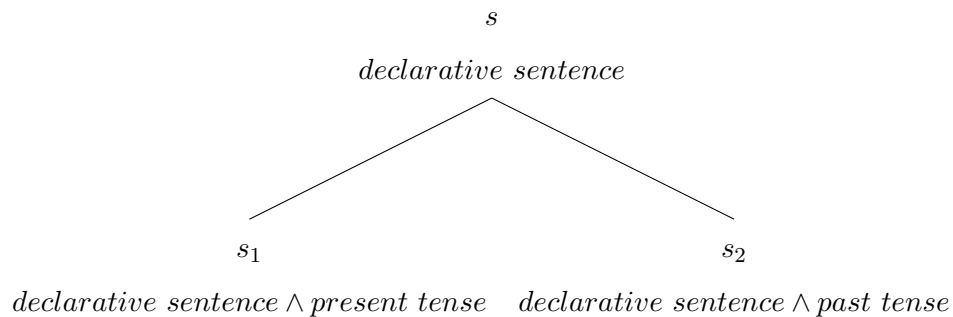 s
declarative sentence
s₁ s₂
declarative sentence ∧ present tense declarative sentence ∧ past tense